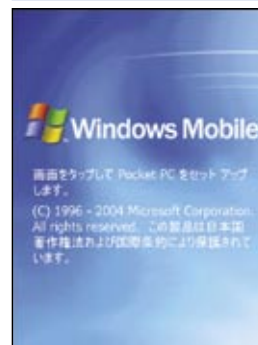 Windows Mobile
画面をタップして Pocket PC をセット アップ
します。
(C) 1996 - 2004 Microsoft Corporation.
All rights reserved. この製品は日本国
著作権法および国際条約により保護されて
います。